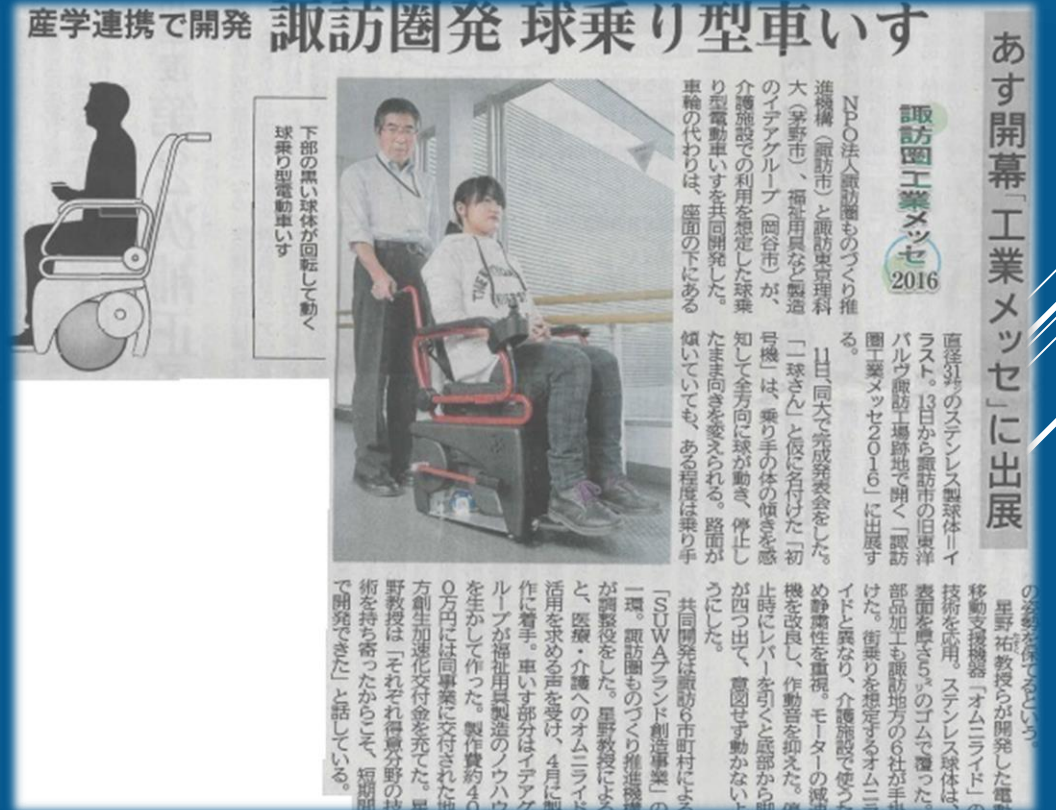 産学連携で開発
諏訪圏発 球乗り型車いす
あす開幕「工業メッセ」に出展
諏訪圏工業メッセ
2016
NPO法人諏訪圏ものづくり推
進機構(諏訪市)と諏訪東京理科
大(茅野市)、福祉用具など製造
のイデアグループ(岡谷市)が、
介護施設での利用を想定した球乗
り型電動車いすを共同開発した。
車輪の代わりは、座面の下にある
直径31㌢のステンレス製球体=イ
ラスト。13日から諏訪市の旧東洋
バルヴ諏訪工場跡地で開く「諏訪
圏工業メッセ2016」に出展す
る。
11日、同大で完成発表会をした。
「一球さん」と仮に名付けた「初
号機」は、乗り手の体の傾きを感
知して全方向に球が動き、停止し
たまま向きを変えられる。路面が
傾いていても、ある程度は乗り手
の姿勢を保てるという。
星野祐教授らが開発した電動
移動支援機器「オムニライド」の
技術を応用。ステンレス球体は
表面を厚さ5㍉のゴムで覆った。
部品加工も諏訪地方の6社が手
けた。街乗りを想定するオムニラ
イドと異なり、介護施設で使うた
め静粛性を重視。モーターの減
機を改良し、作動音を抑えた。停
止時にレバーを引くと底部から脚
が四つ出て、意図せず動かないよ
うにした。
共同開発は諏訪6市町村による
「SUWAブランド創造事業」の
一環。諏訪圏ものづくり推進機構
が調整役をした。星野教授による
と、医療・介護へのオムニライド
活用を求める声を受け、4月に製
作に着手。車いす部分はイデアグ
ループが福祉用具製造のノウハウ
を生かして作った。製作費約40
0万円には同事業に交付された地
方創生加速化交付金を充てた。星
野教授は「それぞれ得意分野の技
術を持ち寄ったからこそ、短期間
で開発できた」と話している。
下部の黒い球体が回転して動く
球乗り型電動車いす